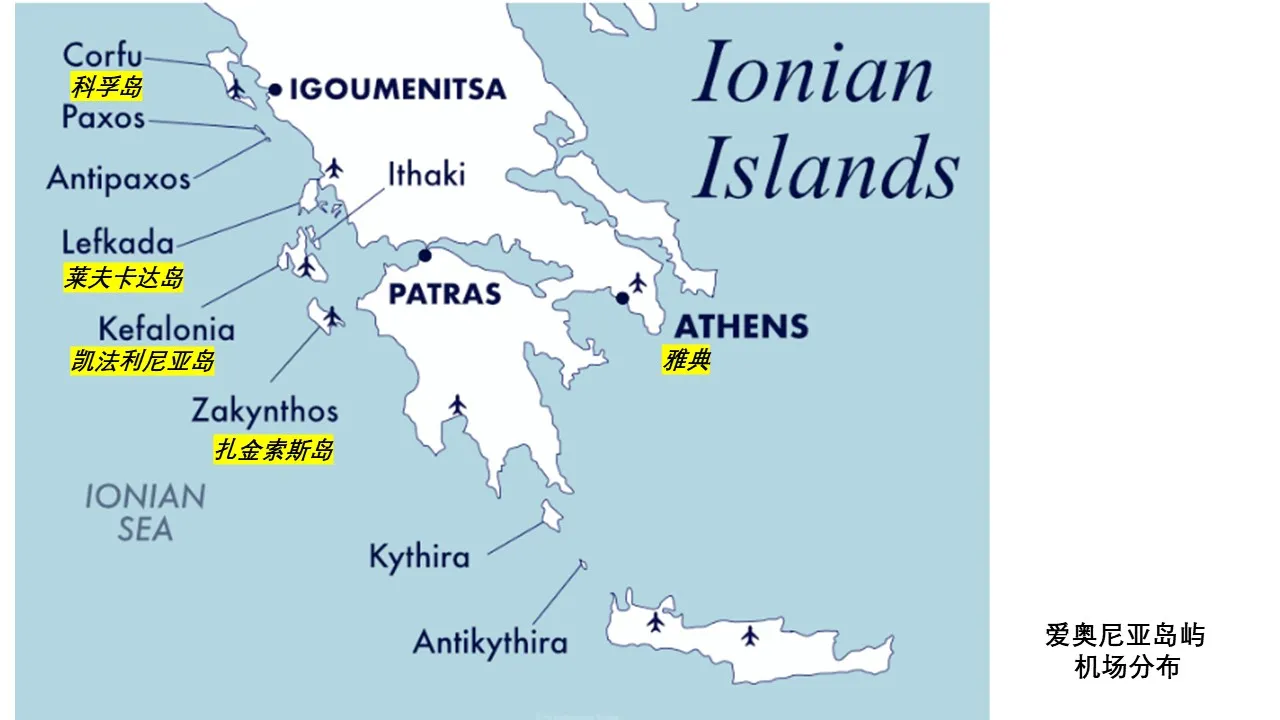 Corfu
科孚岛
IGOUMENITSA
Paxos
Antipaxos
Ithaki
Lefkada
莱夫卡达岛
Kefalonia
凯法利尼亚岛
PATRAS
ATHENS
雅典
Zakynthos
扎金索斯岛
Ionian
Islands
IONIAN
SEA
Kythira
Antikythira
爱奥尼亚岛屿
机场分布